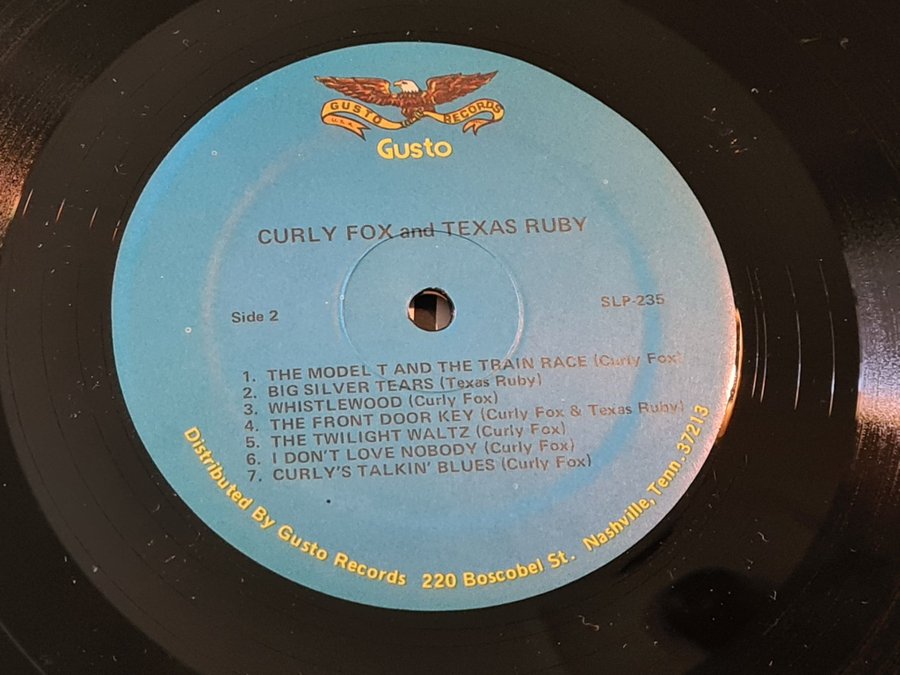 GUSTO RECORDS
U.S.A.
Gusto
CURLY FOX and TEXAS RUBY
Side 2
SLP-235
1. THE MODEL T AND THE TRAIN RACE (Curly Fox)
2. BIG SILVER TEARS (Texas Ruby)
3. WHISTLEWOOD (Curly Fox)
4. THE FRONT DOOR KEY (Curly Fox & Texas Ruby)
5. THE TWILIGHT WALTZ (Curly Fox)
6. I DON'T LOVE NOBODY (Curly Fox)
7. CURLY'S TALKIN' BLUES (Curly Fox)
Distributed By Gusto Records 220 Boscobel St. Nashville, Tenn. 37213